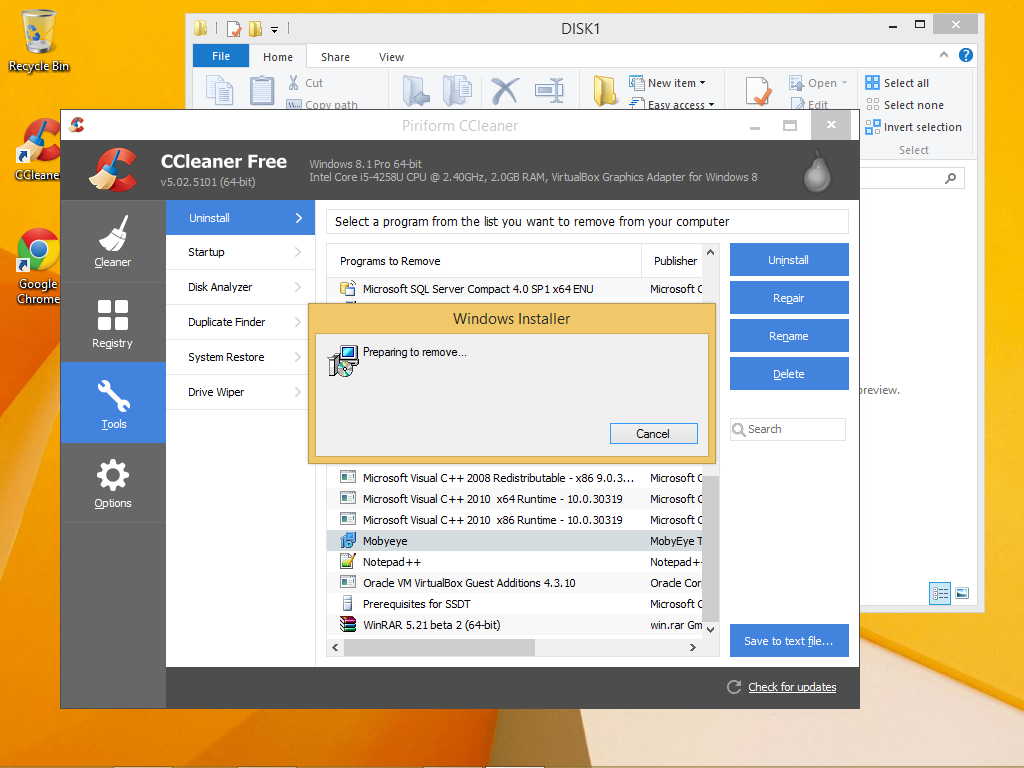 Recycle Bin
CCleane
Google
Chrome
DISK1
File
Home
Share
View
Cut
Copy path
New item
Easy access
Open
Edit
Select all
Select none
Invert selection
Select
preview.
Piriform CCleaner
CCleaner Free
v5.02.5101 (64-bit)
Windows 8.1 Pro 64-bit
Intel Core i5-4258U CPU @ 2.40GHz, 2.0GB RAM, VirtualBox Graphics Adapter for Windows 8
Cleaner
Registry
Tools
Options
Uninstall
Startup
Disk Analyzer
Duplicate Finder
System Restore
Drive Wiper
Select a program from the list you want to remove from your computer
Programs to Remove Publisher
Microsoft SQL Server Compact 4.0 SP1 x64 ENU Microsoft C
Windows Installer
Preparing to remove...
Cancel
Microsoft Visual C++ 2008 Redistributable - x86 9.0.3... Microsoft C
Microsoft Visual C++ 2010 x64 Runtime - 10.0.30319 Microsoft C
Microsoft Visual C++ 2010 x86 Runtime - 10.0.30319 Microsoft C
Mobyeye MobyEye T
Notepad++ Notepad+
Oracle VM VirtualBox Guest Additions 4.3.10 Oracle Cor
Prerequisites for SSDT Microsoft C
WinRAR 5.21 beta 2 (64-bit) win.rar Gm
Uninstall
Repair
Rename
Delete
Search
Save to text file...
Check for updates